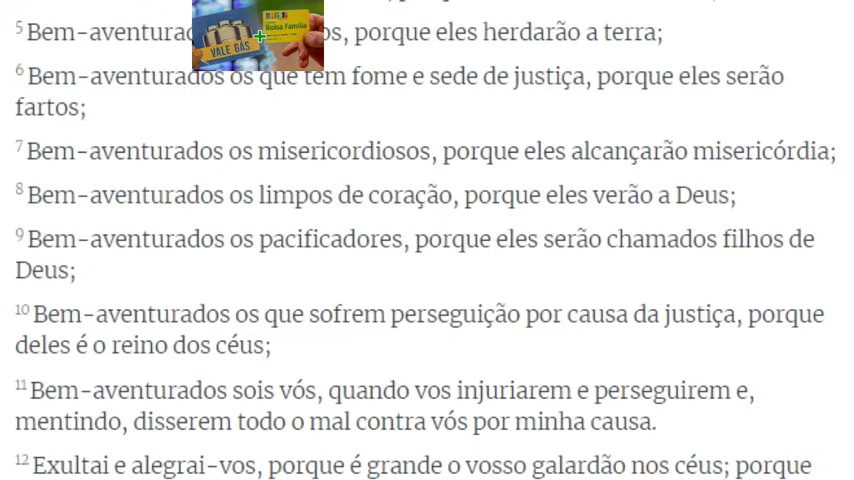 5 Bem-aventurad os, porque eles herdarão a terra;
VALE GÁS
Bolsa Família
6 Bem-aventurados os que têm fome e sede de justiça, porque eles serão
fartos;
7 Bem-aventurados os misericordiosos, porque eles alcançarão misericórdia;
8 Bem-aventurados os limpos de coração, porque eles verão a Deus;
9 Bem-aventurados os pacificadores, porque eles serão chamados filhos de
Deus;
10 Bem-aventurados os que sofrem perseguição por causa da justiça, porque
deles é o reino dos céus;
11 Bem-aventurados sois vós, quando vos injuriarem e perseguirem e,
mentindo, disserem todo o mal contra vós por minha causa.
12 Exultai e alegrai-vos, porque é grande o vosso galardão nos céus; porque